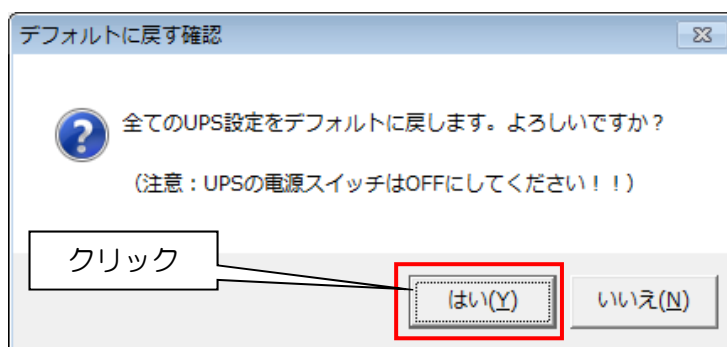 デフォルトに戻す確認
全てのUPS設定をデフォルトに戻します。よろしいですか？
（注意：UPSの電源スイッチはOFFにしてください！！）
クリック
はい(Y)
いいえ(N)